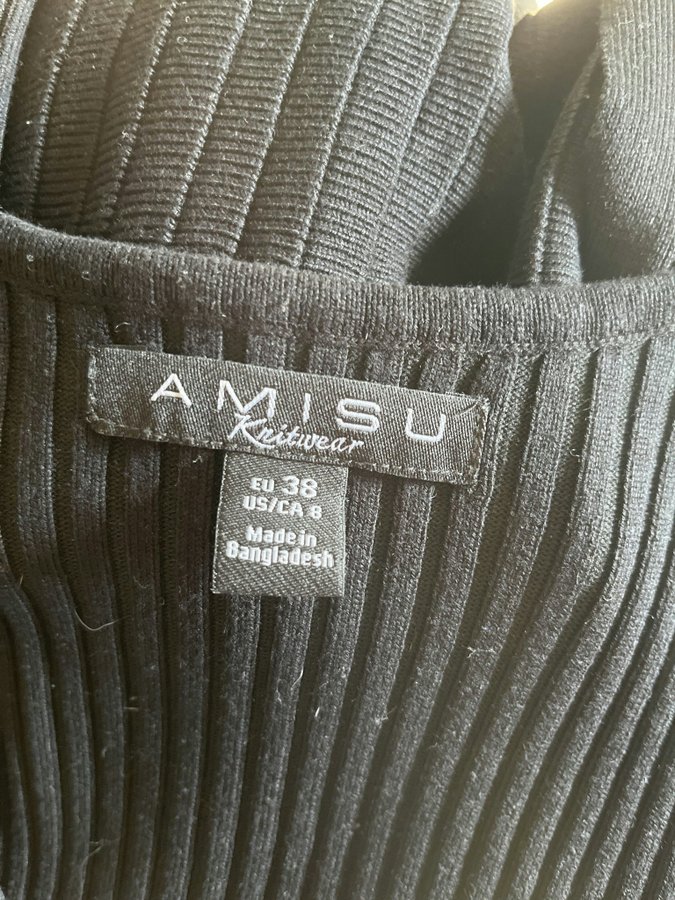 AMISU
Knitwear
EU 38
US/CA 8
Made in
Bangladesh